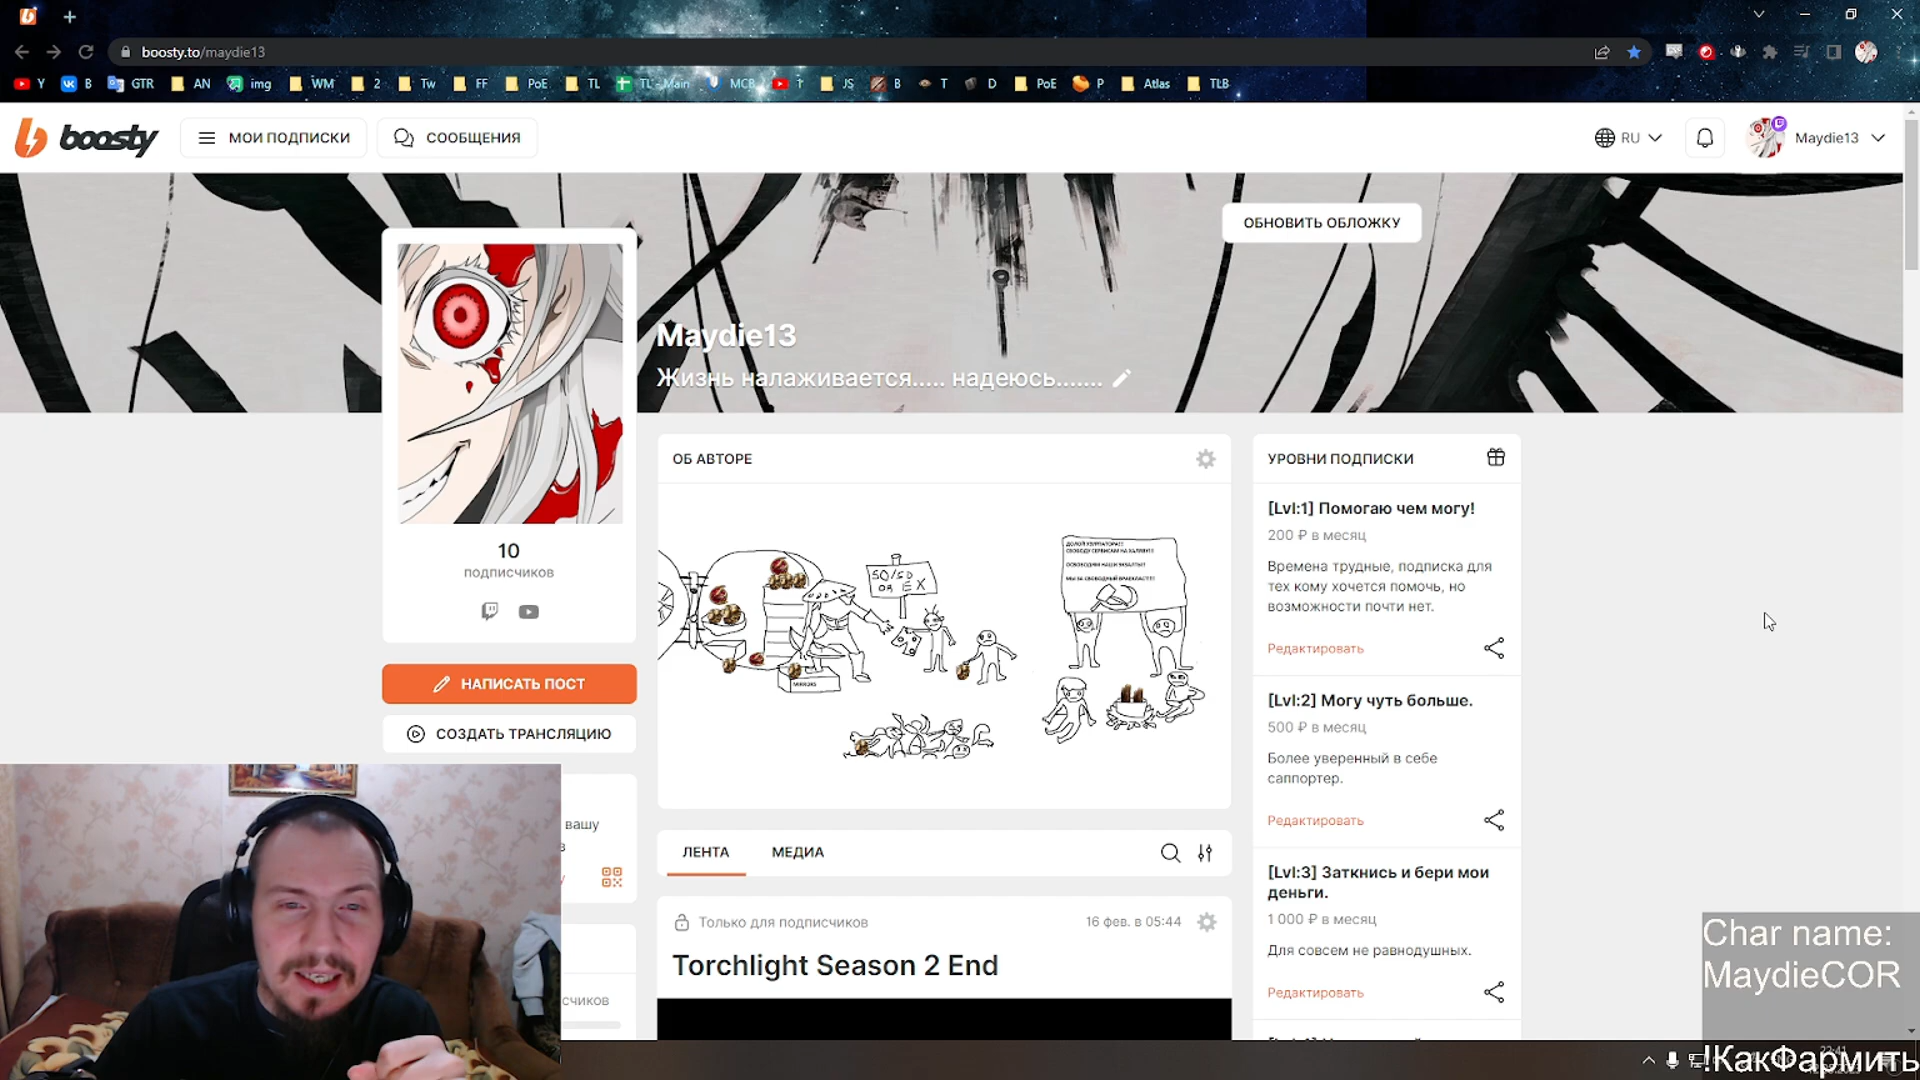 boosty.to/maydie13
Y
B
GTR
AN
img
WM
2
Tw
FF
PoE
TL
TL - Main
MCB
T
JS
B
T
D
PoE
P
Atlas
TLB
boosty
МОИ ПОДПИСКИ
СООБЩЕНИЯ
RU
Maydie13
ОБНОВИТЬ ОБЛОЖКУ
Maydie13
Жизнь налаживается..... надеюсь.......
10
подписчиков
НАПИСАТЬ ПОСТ
СОЗДАТЬ ТРАНСЛЯЦИЮ
вашу
счиков
ОБ АВТОРЕ
50/50
OR EX
MIRRORS
ЛЕНТА
МЕДИА
Только для подписчиков
16 фев. в 05:44
Torchlight Season 2 End
УРОВНИ ПОДПИСКИ
[Lvl:1] Помогаю чем могу!
200 ₽ в месяц
Времена трудные, подписка для
тех кому хочется помочь, но
возможности почти нет.
Редактировать
[Lvl:2] Могу чуть больше.
500 ₽ в месяц
Более уверенный в себе
саппортер.
Редактировать
[Lvl:3] Заткнись и бери мои
деньги.
1 000 ₽ в месяц
Для совсем не равнодушных.
Редактировать
Char name:
MaydieCOR
!КакФармить